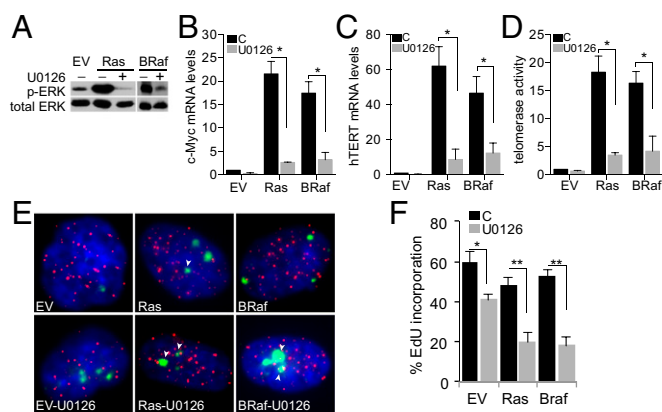 A
EV Ras BRaf
U0126 – – + – +
p-ERK
total ERK
B
c-Myc mRNA levels
30
25
20
15
10
5
0
C
U0126
*
*
EV Ras BRaf
C
hTERT mRNA levels
80
60
40
20
0
C
U0126
*
*
EV Ras BRaf
D
telomerase activity
25
20
15
10
5
0
C
U0126
*
*
EV Ras BRaf
E
EV
Ras
BRaf
EV-U0126
Ras-U0126
BRaf-U0126
F
% EdU incorporation
80
60
40
20
0
C
U0126
*
**
**
EV Ras Braf